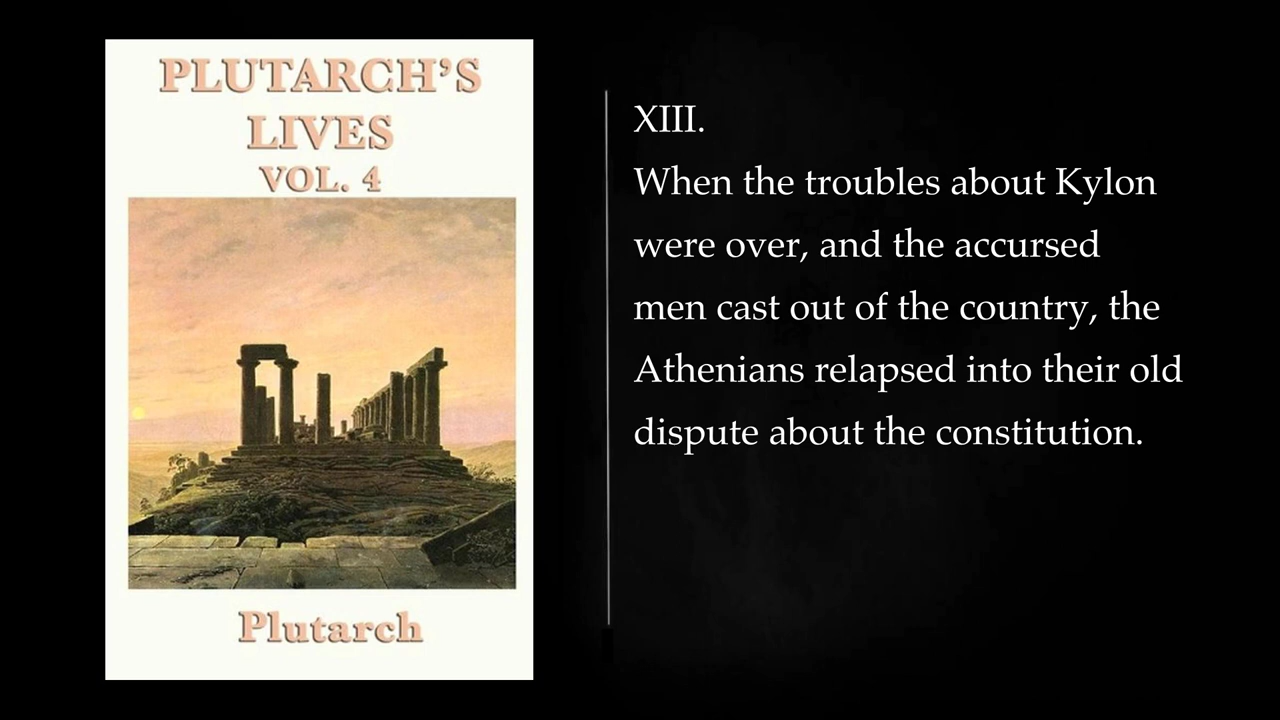 PLUTARCH'S
LIVES
VOL. 4
Plutarch
XIII.
When the troubles about Kylon
were over, and the accursed
men cast out of the country, the
Athenians relapsed into their old
dispute about the constitution.